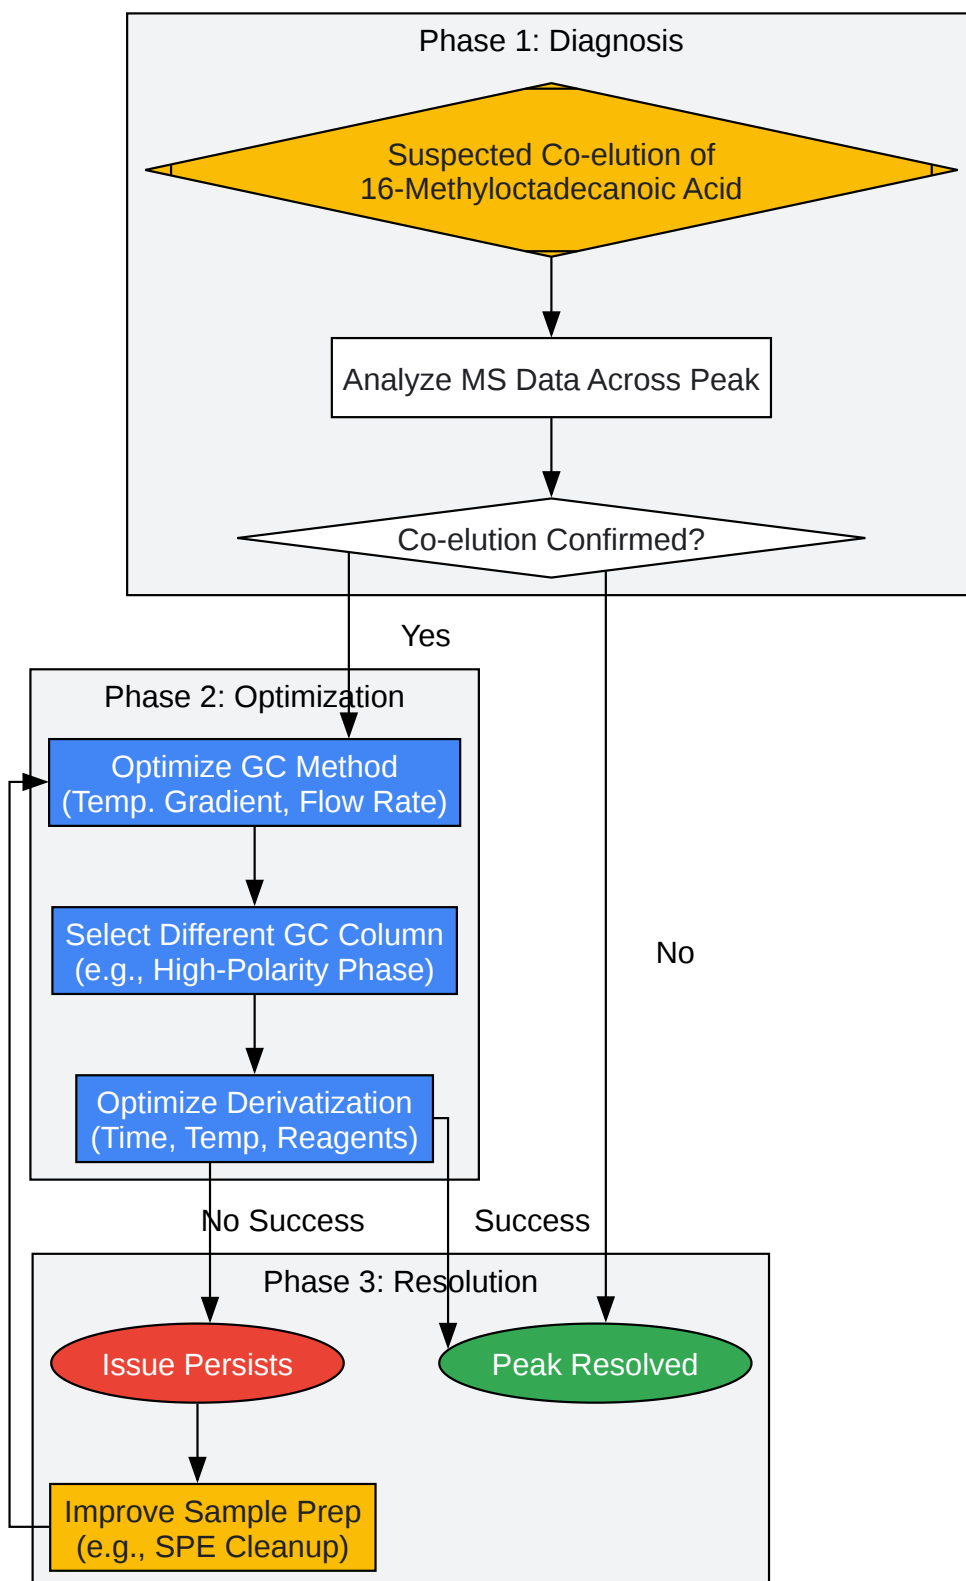 Phase 1: Diagnosis
Suspected Co-elution of
16-Methyloctadecanoic Acid
Analyze MS Data Across Peak
Co-elution Confirmed?
Yes
Phase 2: Optimization
Optimize GC Method
(Temp. Gradient, Flow Rate)
Select Different GC Column
(e.g., High-Polarity Phase)
No
Optimize Derivatization
(Time, Temp, Reagents)
No Success
Success
Phase 3: Resolution
Issue Persists
Peak Resolved
Improve Sample Prep
(e.g., SPE Cleanup)